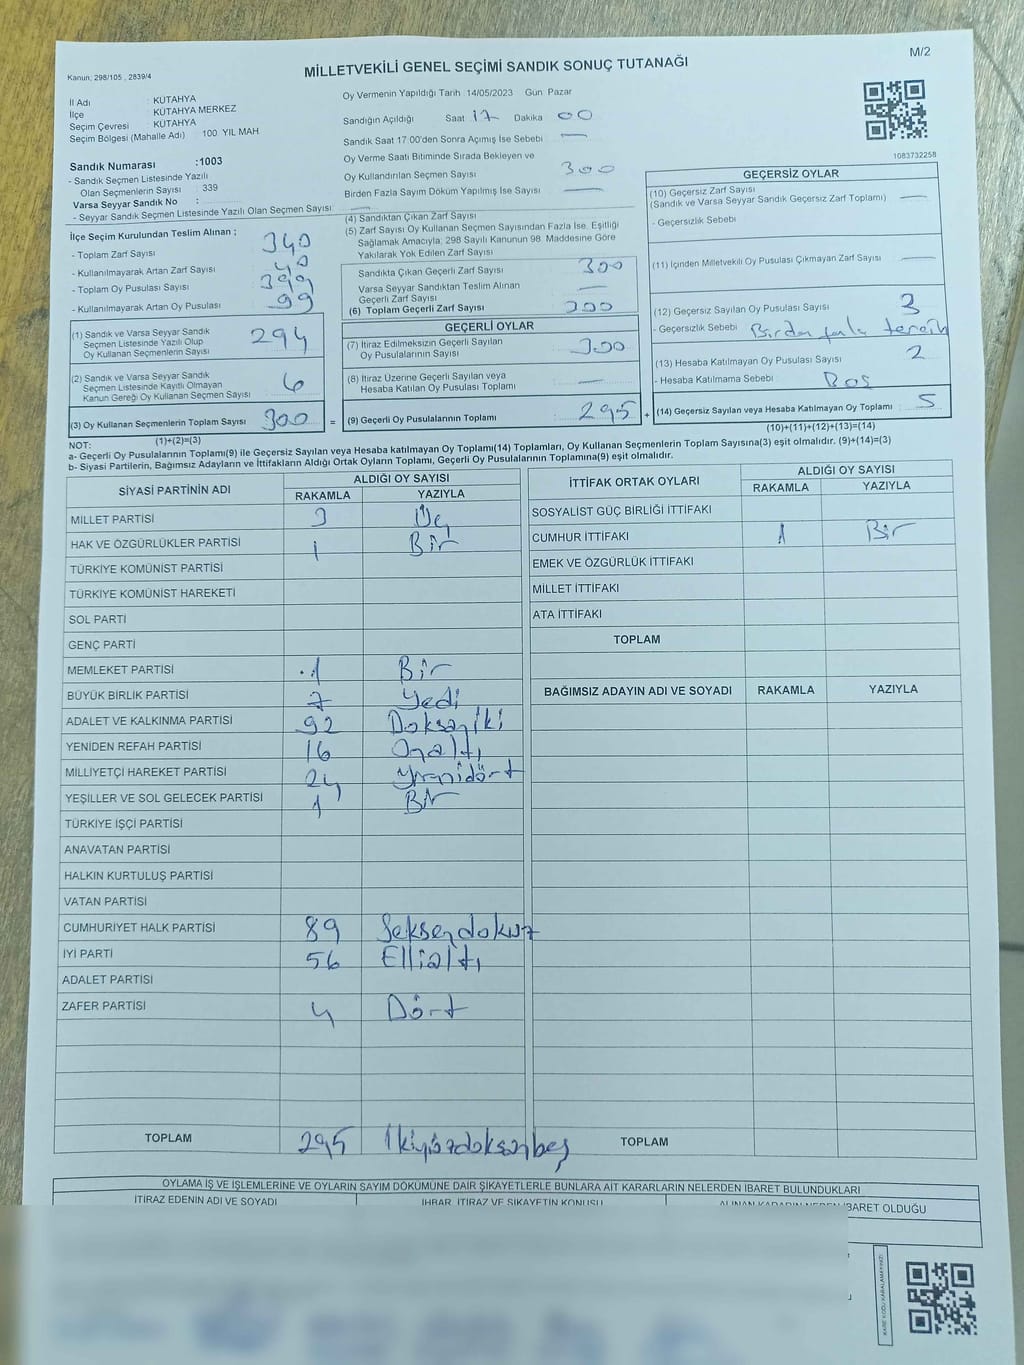 Kanun; 298/105 , 2839/4
MİLLETVEKİLİ GENEL SEÇİMİ SANDIK SONUÇ TUTANAĞI
M/2
İl Adı : KÜTAHYA
İlçe : KÜTAHYA MERKEZ
Seçim Çevresi : KÜTAHYA
Seçim Bölgesi (Mahalle Adı) : 100. YIL MAH.
Sandık Numarası :1003
- Sandık Seçmen Listesinde Yazılı
Olan Seçmenlerin Sayısı : 339
Varsa Seyyar Sandık No :
- Seyyar Sandık Seçmen Listesinde Yazılı Olan Seçmen Sayısı: —
Oy Vermenin Yapıldığı Tarih :14/05/2023 Gün: Pazar
Sandığın Açıldığı Saat 17 Dakika 00
Sandık Saat 17.00'den Sonra Açımış İse Sebebi : —
Oy Verme Saati Bitiminde Sırada Bekleyen ve
Oy Kullandırılan Seçmen Sayısı : 300
Birden Fazla Sayım Döküm Yapılmış İse Sayısı : —
1083732258
İlçe Seçim Kurulundan Teslim Alınan ;
- Toplam Zarf Sayısı : 340
- Kullanılmayarak Artan Zarf Sayısı : 40
- Toplam Oy Pusulası Sayısı : 399
- Kullanılmayarak Artan Oy Pusulası : 99
(1) Sandık ve Varsa Seyyar Sandık
Seçmen Listesinde Yazılı Olup
Oy Kullanan Seçmenlerin Sayısı : 294
(2) Sandık ve Varsa Seyyar Sandık
Seçmen Listesinde Kayıtlı Olmayan
Kanun Gereği Oy Kullanan Seçmen Sayısı : 6
(3) Oy Kullanan Seçmenlerin Toplam Sayısı : 300
(1)+(2)=(3)
(4) Sandıktan Çıkan Zarf Sayısı
(5) Zarf Sayısı Oy Kullanan Seçmen Sayısından Fazla İse, Eşitliği
Sağlamak Amacıyla; 298 Sayılı Kanunun 98. Maddesine Göre
Yakılarak Yok Edilen Zarf Sayısı
Sandıkta Çıkan Geçerli Zarf Sayısı : 300
Varsa Seyyar Sandıktan Teslim Alınan
Geçerli Zarf Sayısı : —
(6) Toplam Geçerli Zarf Sayısı : 300
GEÇERLİ OYLAR
(7) İtiraz Edilmeksizin Geçerli Sayılan
Oy Pusulalarının Sayısı : 300
(8) İtiraz Üzerine Geçerli Sayılan veya
Hesaba Katılan Oy Pusulası Toplamı : —
= (9) Geçerli Oy Pusulalarının Toplamı : 295 +
GEÇERSİZ OYLAR
(10) Geçersiz Zarf Sayısı
(Sandık ve Varsa Seyyar Sandık Geçersiz Zarf Toplamı) : —
- Geçersizlik Sebebi
(11) İçinden Milletvekili Oy Pusulası Çıkmayan Zarf Sayısı : —
(12) Geçersiz Sayılan Oy Pusulası Sayısı : 3
- Geçersizlik Sebebi : Birden fazla tercih
(13) Hesaba Katılmayan Oy Pusulası Sayısı : 2
- Hesaba Katılmama Sebebi : Boş
(14) Geçersiz Sayılan veya Hesaba Katılmayan Oy Toplamı : 5
(10)+(11)+(12)+(13)=(14)
NOT:
a- Geçerli Oy Pusulalarının Toplamı(9) ile Geçersiz Sayılan veya Hesaba katılmayan Oy Toplamı(14) Toplamları, Oy Kullanan Seçmenlerin Toplam Sayısına(3) eşit olmalıdır. (9)+(14)=(3)
b- Siyasi Partilerin, Bağımsız Adayların ve İttifakların Aldığı Ortak Oyların Toplamı, Geçerli Oy Pusulalarının Toplamına(9) eşit olmalıdır.
SİYASİ PARTİNİN ADI ALDIĞI OY SAYISI
RAKAMLA YAZIYLA
MİLLET PARTİSİ 3 Üç
HAK VE ÖZGÜRLÜKLER PARTİSİ 1 Bir
TÜRKİYE KOMÜNİST PARTİSİ
TÜRKİYE KOMÜNİST HAREKETİ
SOL PARTİ
GENÇ PARTİ
MEMLEKET PARTİSİ 1 Bir
BÜYÜK BİRLİK PARTİSİ 7 Yedi
ADALET VE KALKINMA PARTİSİ 92 Doksaniki
YENİDEN REFAH PARTİSİ 16 Onaltı
MİLLİYETÇİ HAREKET PARTİSİ 24 Yirmidört
YEŞİLLER VE SOL GELECEK PARTİSİ 1 Bir
TÜRKİYE İŞÇİ PARTİSİ
ANAVATAN PARTİSİ
HALKIN KURTULUŞ PARTİSİ
VATAN PARTİSİ
CUMHURİYET HALK PARTİSİ 89 Seksendokuz
İYİ PARTİ 56 Ellialtı
ADALET PARTİSİ
ZAFER PARTİSİ 4 Dört
TOPLAM 295 İkiyüzdoksanbeş
İTTİFAK ORTAK OYLARI ALDIĞI OY SAYISI
RAKAMLA YAZIYLA
SOSYALİST GÜÇ BİRLİĞİ İTTİFAKI
CUMHUR İTTİFAKI 1 Bir
EMEK VE ÖZGÜRLÜK İTTİFAKI
MİLLET İTTİFAKI
ATA İTTİFAKI
TOPLAM
BAĞIMSIZ ADAYIN ADI VE SOYADI RAKAMLA YAZIYLA
TOPLAM
OYLAMA İŞ VE İŞLEMLERİNE VE OYLARIN SAYIM DÖKÜMÜNE DAİR ŞİKAYETLERLE BUNLARA AİT KARARLARIN NELERDEN İBARET BULUNDUKLARI
İTİRAZ EDENİN ADI VE SOYADI İHBAR, İTİRAZ VE ŞİKAYETİN KONUSU ALINAN KARARIN NEDEN İBARET OLDUĞU